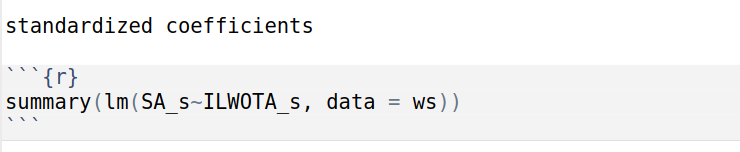 standardized coefficients
```{r}
summary(lm(SA_s~ILWOTA_s, data = ws))
```